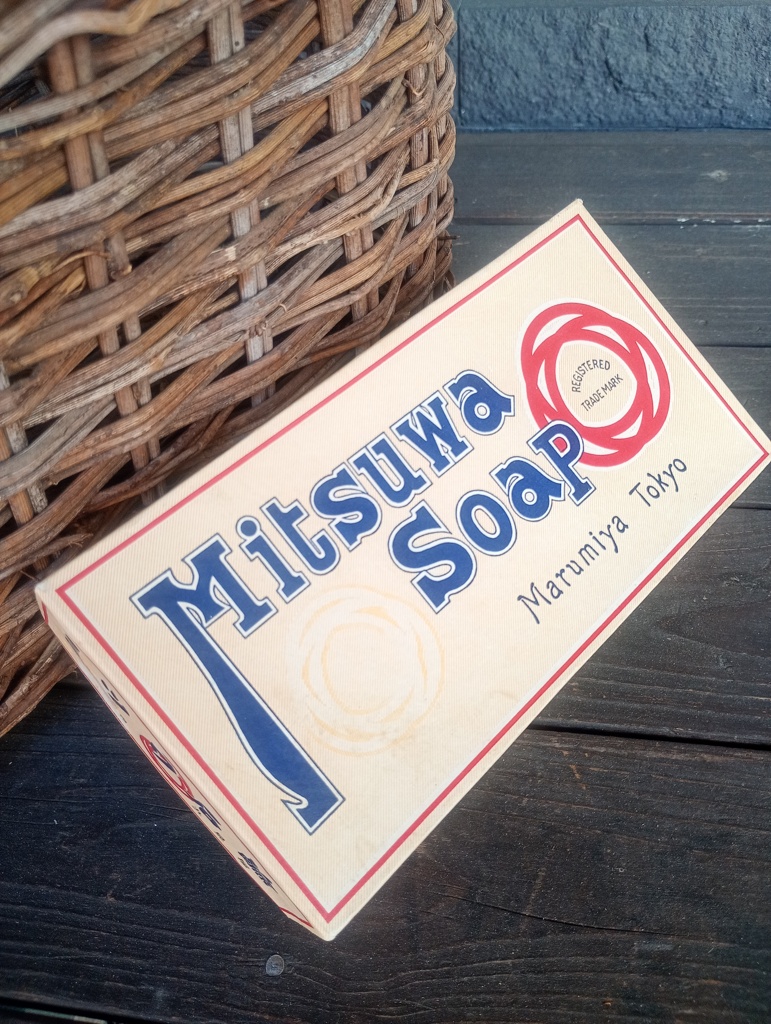 Mitsuwa
Soap
REGISTERED
TRADE MARK
Marumiya Tokyo